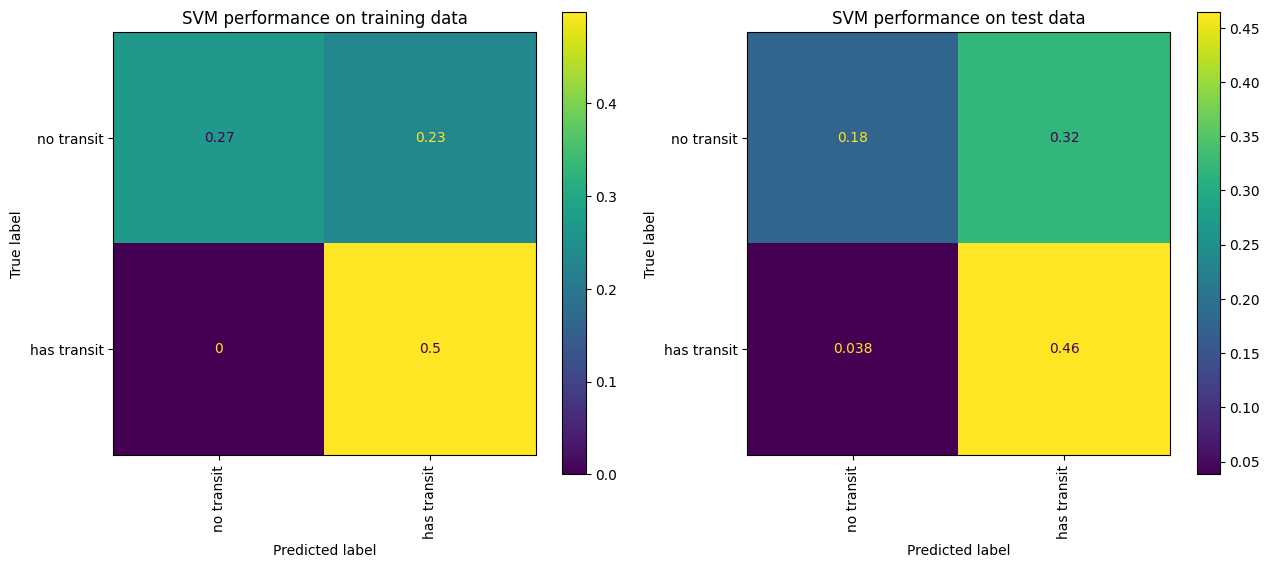 SVM performance on training data
no transit
has transit
True label
0.27
0.23
0
0.5
no transit
has transit
Predicted label
0.4
0.3
0.2
0.1
0.0
SVM performance on test data
no transit
has transit
True label
0.18
0.32
0.038
0.46
no transit
has transit
Predicted label
0.45
0.40
0.35
0.30
0.25
0.20
0.15
0.10
0.05